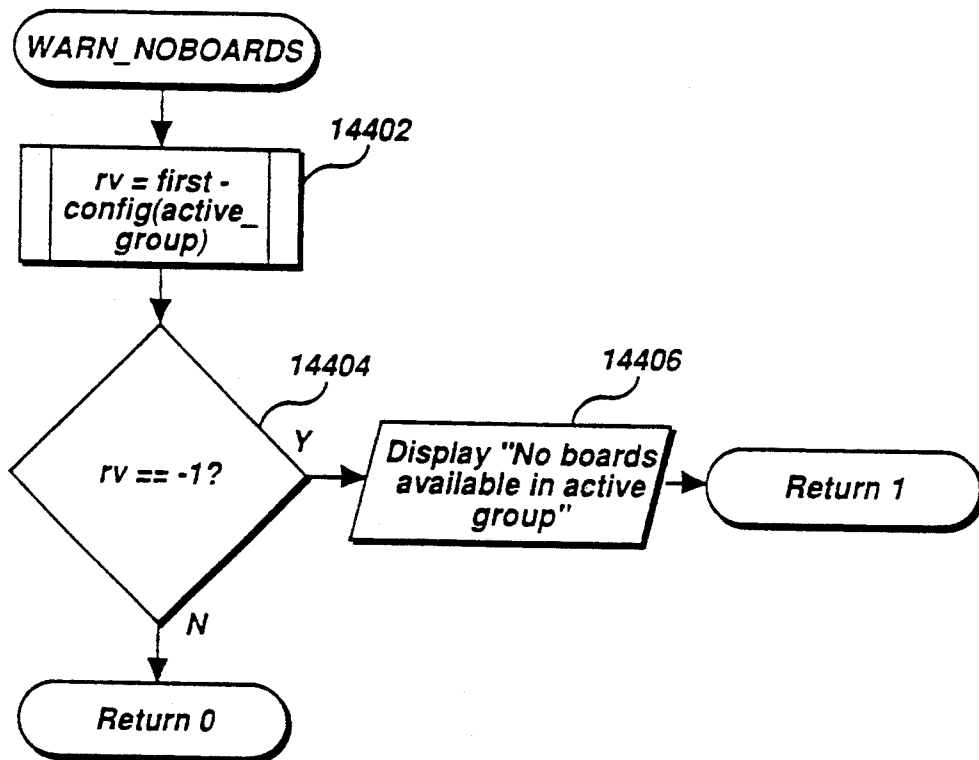 WARN_NOBOARDS
14402
rv = first -
config(active_
group)
14404
rv == -1?
Y
14406
Display "No boards
available in active
group"
Return 1
N
Return 0